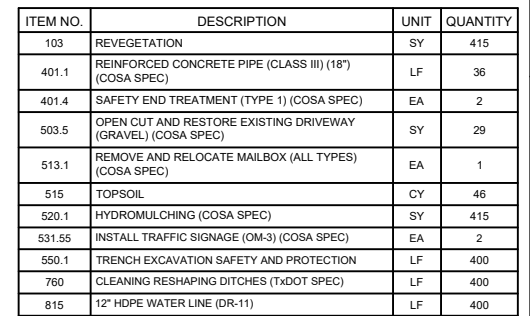 ITEM NO. DESCRIPTION UNIT QUANTITY
103 REVEGETATION SY 415
401.1 REINFORCED CONCRETE PIPE (CLASS III) (18") (COSA SPEC) LF 36
401.4 SAFETY END TREATMENT (TYPE 1) (COSA SPEC) EA 2
503.5 OPEN CUT AND RESTORE EXISTING DRIVEWAY (GRAVEL) (COSA SPEC) SY 29
513.1 REMOVE AND RELOCATE MAILBOX (ALL TYPES) (COSA SPEC) EA 1
515 TOPSOIL CY 46
520.1 HYDROMULCHING (COSA SPEC) SY 415
531.55 INSTALL TRAFFIC SIGNAGE (OM-3) (COSA SPEC) EA 2
550.1 TRENCH EXCAVATION SAFETY AND PROTECTION LF 400
760 CLEANING RESHAPING DITCHES (TxDOT SPEC) LF 400
815 12" HDPE WATER LINE (DR-11) LF 400